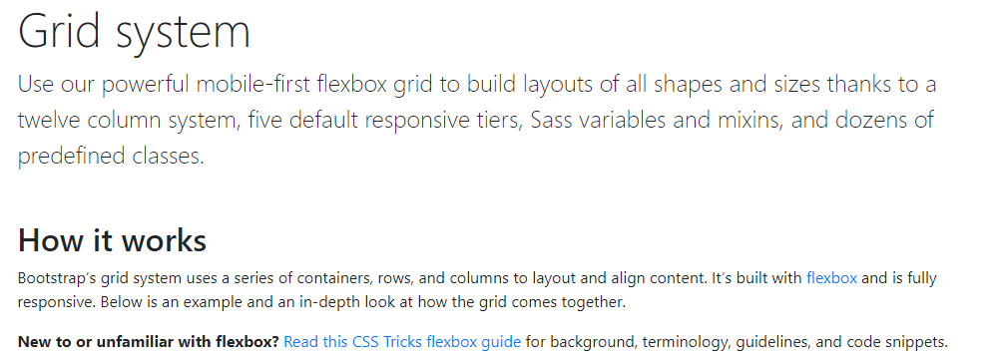 Grid system
Use our powerful mobile-first flexbox grid to build layouts of all shapes and sizes thanks to a
twelve column system, five default responsive tiers, Sass variables and mixins, and dozens of
predefined classes.
How it works
Bootstrap’s grid system uses a series of containers, rows, and columns to layout and align content. It’s built with flexbox and is fully
responsive. Below is an example and an in-depth look at how the grid comes together.
New to or unfamiliar with flexbox? Read this CSS Tricks flexbox guide for background, terminology, guidelines, and code snippets.